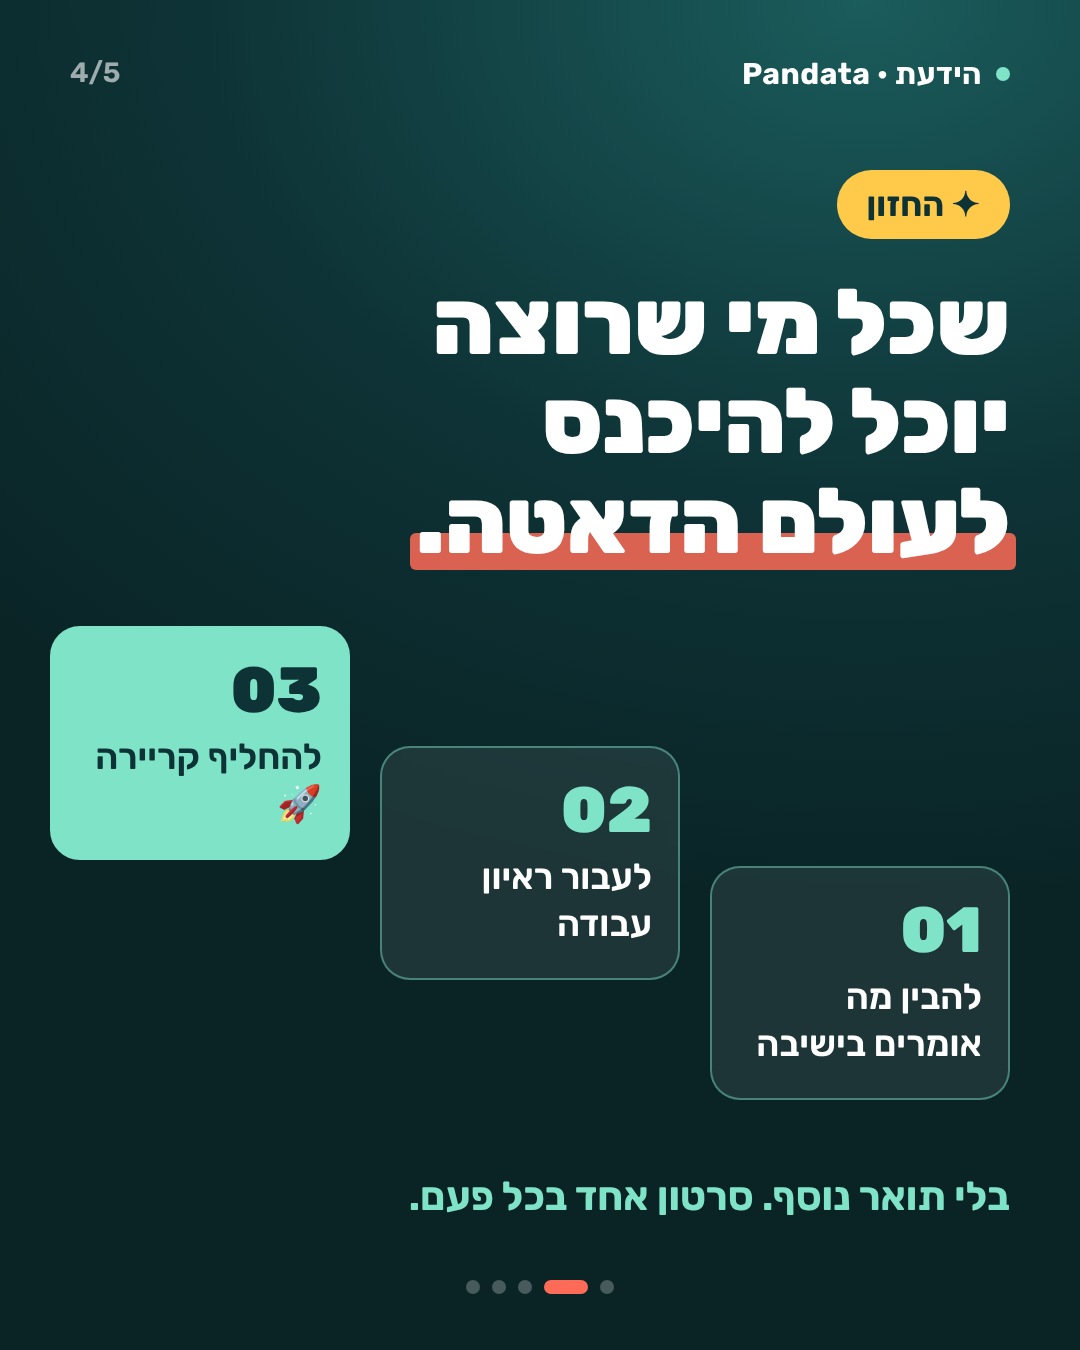 הידעת • Pandata
4/5
✦ החזון
שכל מי שרוצה
יוכל להיכנס
לעולם הדאטה.
01
להבין מה
אומרים בישיבה
02
לעבור ראיון
עבודה
03
להחליף קריירה
🚀
בלי תואר נוסף. סרטון אחד בכל פעם.